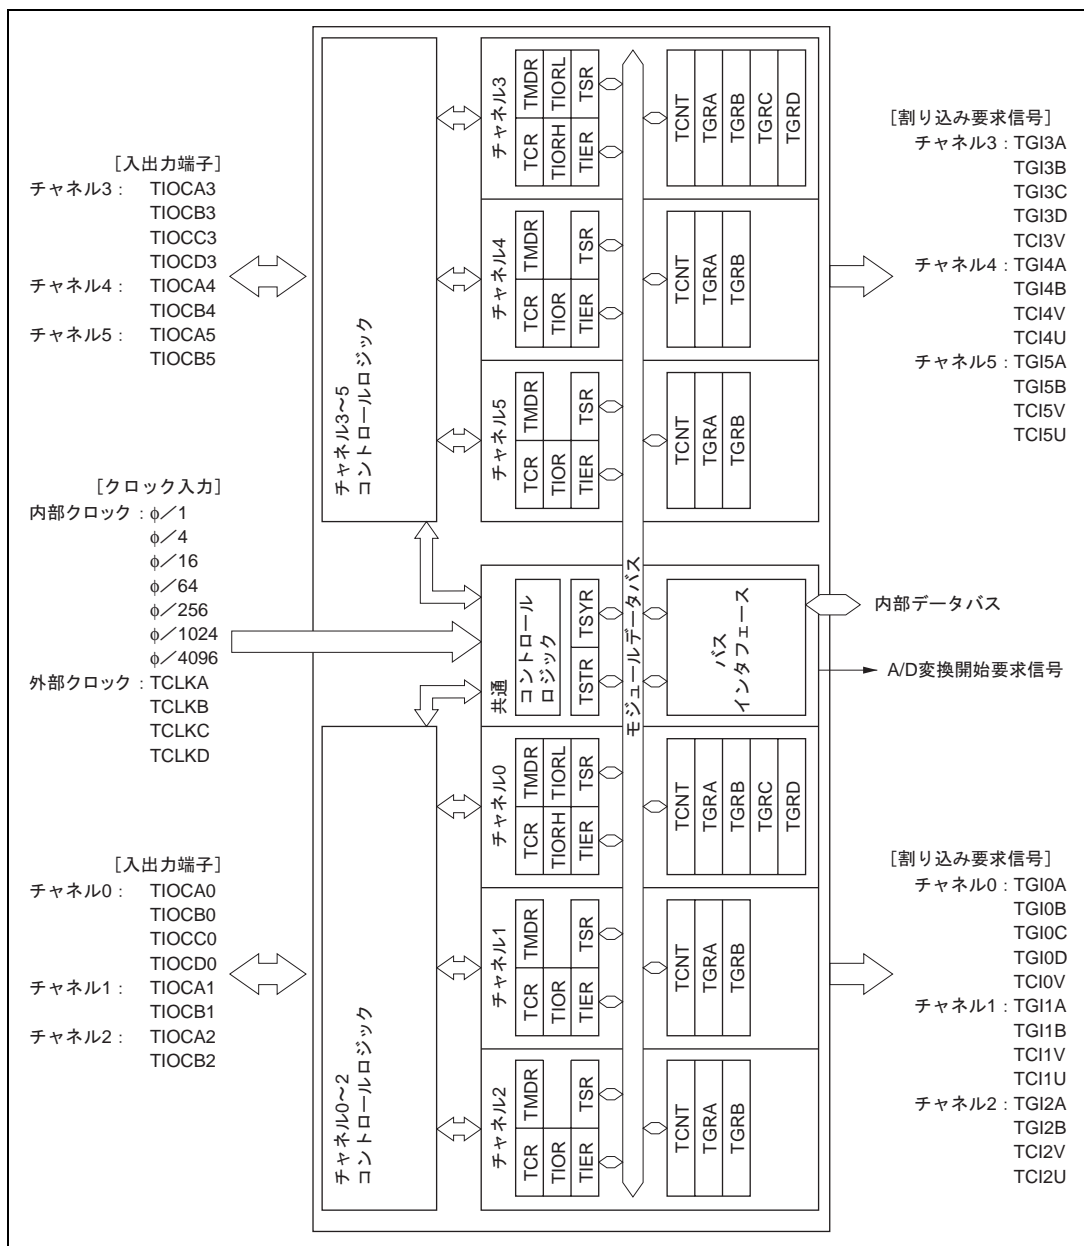 [入出力端子]
チャネル3： TIOCA3
TIOCB3
TIOCC3
TIOCD3
チャネル4： TIOCA4
TIOCB4
チャネル5： TIOCA5
TIOCB5
[クロック入力]
内部クロック：φ／1
φ／4
φ／16
φ／64
φ／256
φ／1024
φ／4096
外部クロック：TCLKA
TCLKB
TCLKC
TCLKD
[入出力端子]
チャネル0： TIOCA0
TIOCB0
TIOCC0
TIOCD0
チャネル1： TIOCA1
TIOCB1
チャネル2： TIOCA2
TIOCB2
チャネル3〜5
コントロールロジック
チャネル0〜2
コントロールロジック
チャネル3
TCR TMDR
TIORH TIORL
TIER TSR
TCNT
TGRA
TGRB
TGRC
TGRD
チャネル4
TCR TMDR
TIOR
TIER TSR
TCNT
TGRA
TGRB
チャネル5
TCR TMDR
TIOR
TIER TSR
TCNT
TGRA
TGRB
共通
コントロール
ロジック
TSTR TSYR
モジュールデータバス
バス
インタフェース
チャネル0
TCR TMDR
TIORH TIORL
TIER TSR
TCNT
TGRA
TGRB
TGRC
TGRD
チャネル1
TCR TMDR
TIOR
TIER TSR
TCNT
TGRA
TGRB
チャネル2
TCR TMDR
TIOR
TIER TSR
TCNT
TGRA
TGRB
[割り込み要求信号]
チャネル3：TGI3A
TGI3B
TGI3C
TGI3D
TCI3V
チャネル4：TGI4A
TGI4B
TCI4V
TCI4U
チャネル5：TGI5A
TGI5B
TCI5V
TCI5U
内部データバス
A/D変換開始要求信号
[割り込み要求信号]
チャネル0：TGI0A
TGI0B
TGI0C
TGI0D
TCI0V
チャネル1：TGI1A
TGI1B
TCI1V
TCI1U
チャネル2：TGI2A
TGI2B
TCI2V
TCI2U